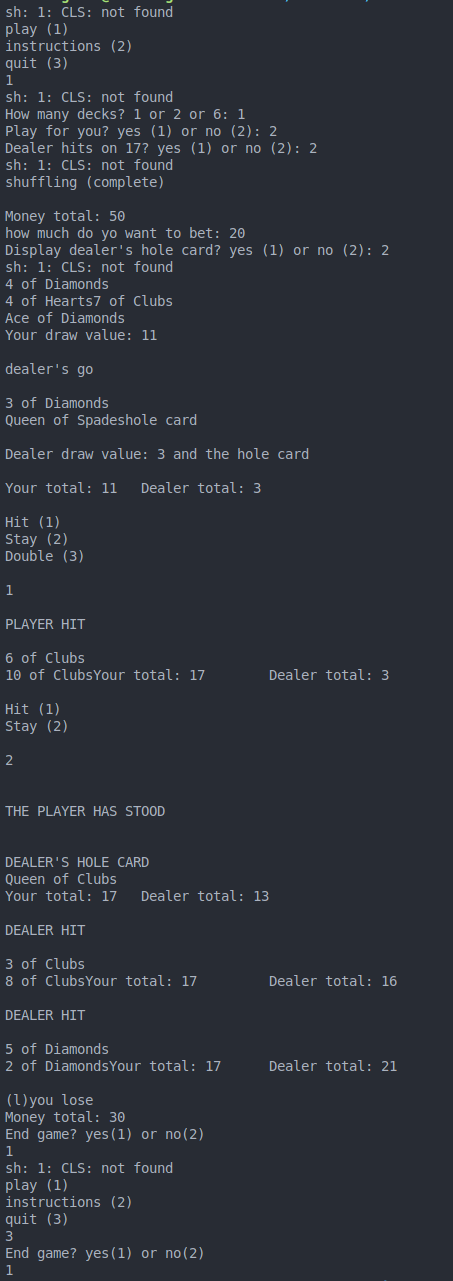 sh: 1: CLS: not found
play (1)
instructions (2)
quit (3)
1
sh: 1: CLS: not found
How many decks? 1 or 2 or 6: 1
Play for you? yes (1) or no (2): 2
Dealer hits on 17? yes (1) or no (2): 2
sh: 1: CLS: not found
shuffling (complete)
Money total: 50
how much do yo want to bet: 20
Display dealer's hole card? yes (1) or no (2): 2
sh: 1: CLS: not found
4 of Diamonds
4 of Hearts7 of Clubs
Ace of Diamonds
Your draw value: 11
dealer's go
3 of Diamonds
Queen of Spadeshole card
Dealer draw value: 3 and the hole card
Your total: 11   Dealer total: 3
Hit (1)
Stay (2)
Double (3)
1
PLAYER HIT
6 of Clubs
10 of ClubsYour total: 17        Dealer total: 3
Hit (1)
Stay (2)
2
THE PLAYER HAS STOOD
DEALER'S HOLE CARD
Queen of Clubs
Your total: 17   Dealer total: 13
DEALER HIT
3 of Clubs
8 of ClubsYour total: 17         Dealer total: 16
DEALER HIT
5 of Diamonds
2 of DiamondsYour total: 17      Dealer total: 21
(l)you lose
Money total: 30
End game? yes(1) or no(2)
1
sh: 1: CLS: not found
play (1)
instructions (2)
quit (3)
3
End game? yes(1) or no(2)
1